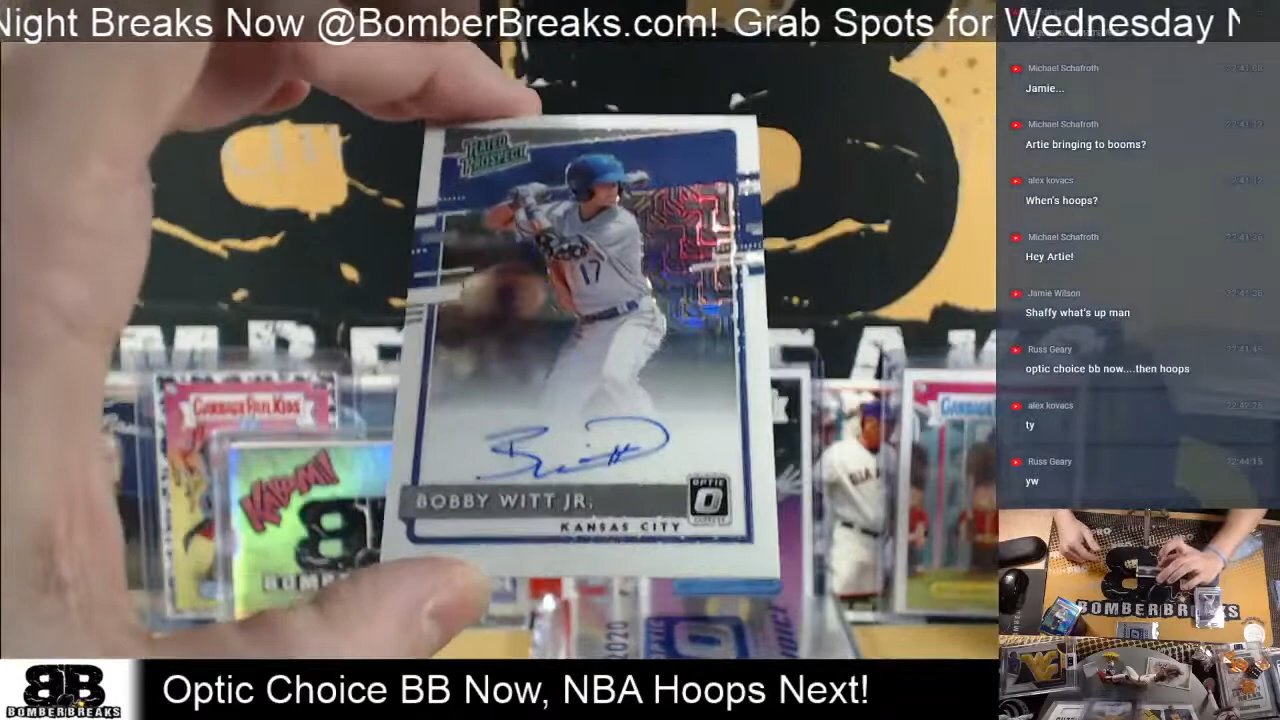 Night Breaks Now @BomberBreaks.com! Grab Spots for Wednesday N
Michael Schafroth
Jamie...
Michael Schafroth
Artie bringing to booms?
alex kovacs
When's hoops?
Michael Schafroth
Hey Artie!
Jamie Wilson
Shaffy what's up man
Russ Geary
optic choice bb now....then hoops
alex kovacs
ty
Russ Geary
yw
RATED
PROSPECT
17
BOBBY WITT JR.
KANSAS CITY
OPTIC
GARBAGE PAIL KIDS
KABOOM!
2020
BOMBERBREAKS
BB
BOMBERBREAKS
Optic Choice BB Now, NBA Hoops Next!